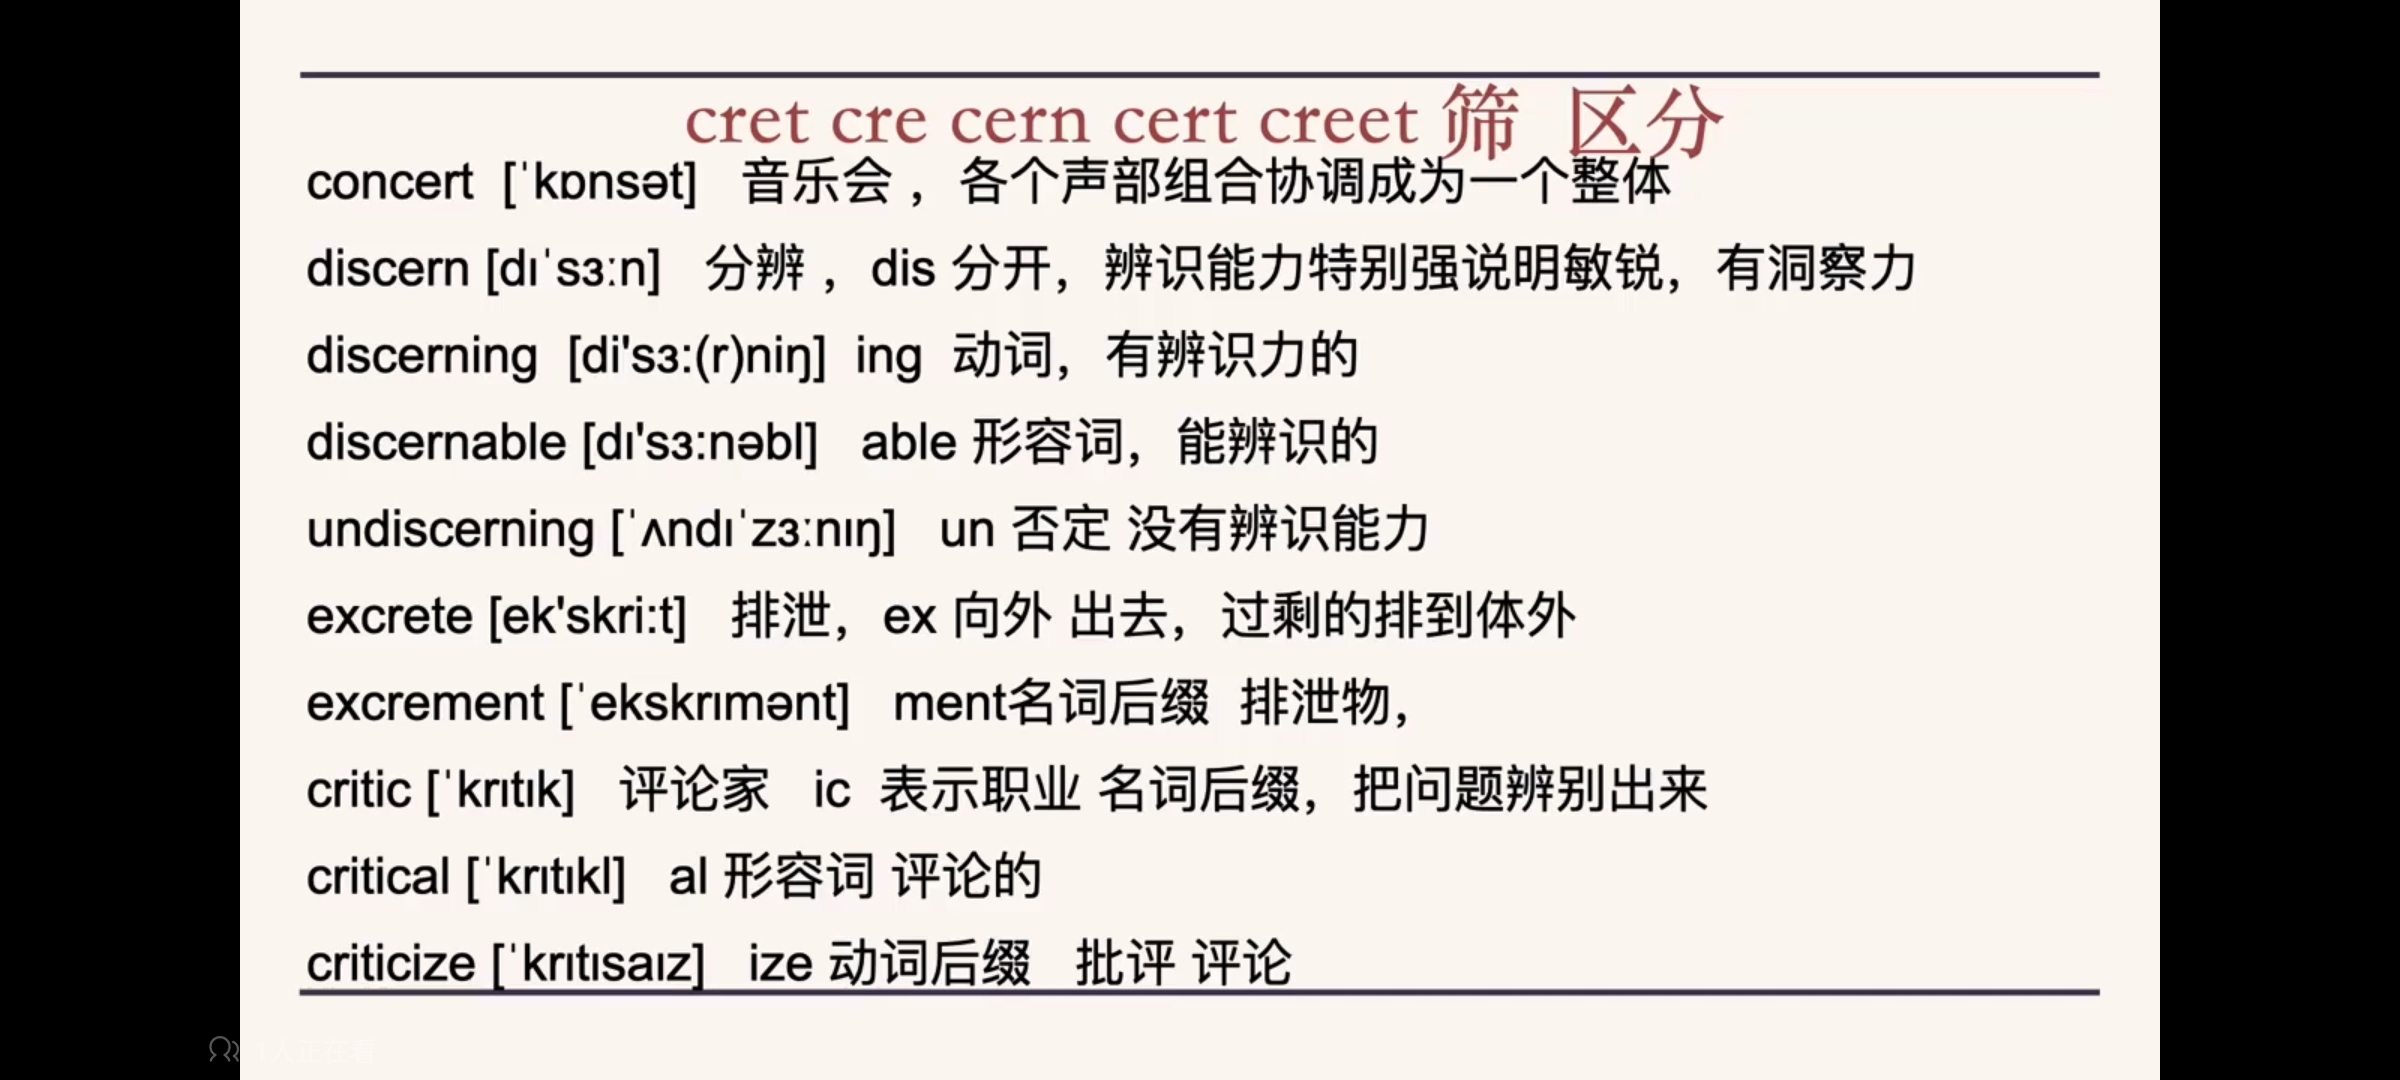 cret cre cern cert creet 筛 区分
concert [ˈkɒnsət] 音乐会 ，各个声部组合协调成为一个整体
discern [dɪˈsɜːn] 分辨 ，dis 分开，辨识能力特别强说明敏锐，有洞察力
discerning [di'sɜ:(r)niŋ] ing 动词，有辨识力的
discernable [dɪ'sɜ:nəbl] able 形容词，能辨识的
undiscerning [ˈʌndɪˈzɜːnɪŋ] un 否定 没有辨识能力
excrete [ek'skri:t] 排泄，ex 向外 出去，过剩的排到体外
excrement [ˈekskrɪmənt] ment名词后缀 排泄物，
critic [ˈkrɪtɪk] 评论家 ic 表示职业 名词后缀，把问题辨别出来
critical [ˈkrɪtɪkl] al 形容词 评论的
criticize [ˈkrɪtɪsaɪz] ize 动词后缀 批评 评论
1人正在看